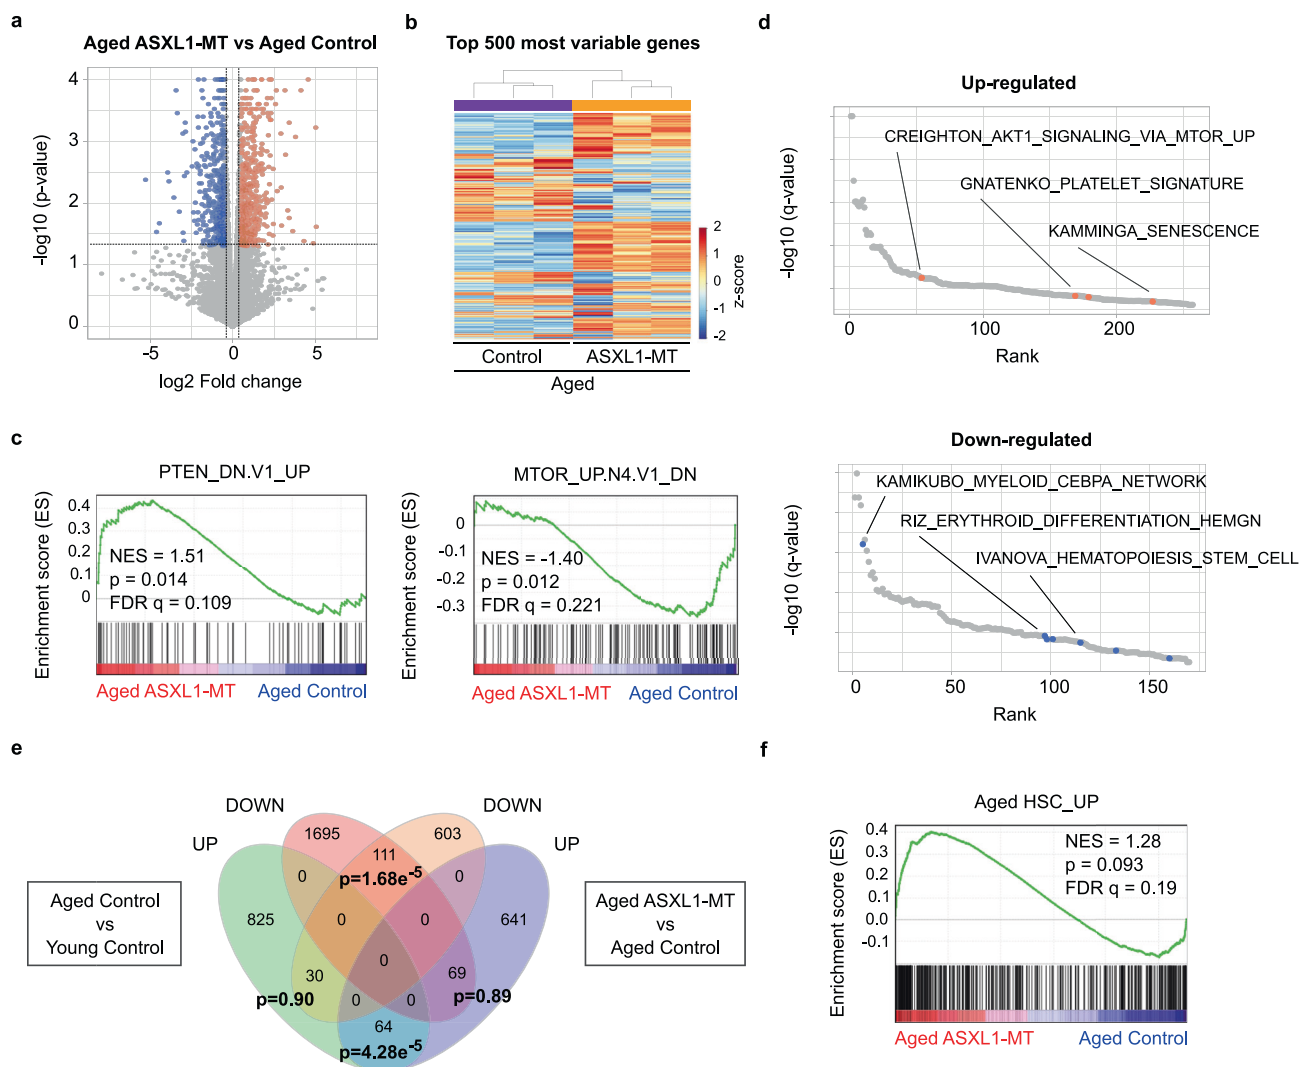 a
Aged ASXL1-MT vs Aged Control
4
3
2
1
0
-log10 (p-value)
-5
0
5
log2 Fold change
b
Top 500 most variable genes
2
1
0
-1
-2
z-score
Control
ASXL1-MT
Aged
c
PTEN_DN.V1_UP
0.4
0.3
0.2
0.1
0
Enrichment score (ES)
NES = 1.51
p = 0.014
FDR q = 0.109
Aged ASXL1-MT
Aged Control
MTOR_UP.N4.V1_DN
0
-0.1
-0.2
-0.3
Enrichment score (ES)
NES = -1.40
p = 0.012
FDR q = 0.221
Aged ASXL1-MT
Aged Control
d
Up-regulated
CREIGHTON_AKT1_SIGNALING_VIA_MTOR_UP
GNATENKO_PLATELET_SIGNATURE
KAMMINGA_SENESCENCE
-log10 (q-value)
0
100
200
Rank
Down-regulated
KAMIKUBO_MYELOID_CEBPA_NETWORK
RIZ_ERYTHROID_DIFFERENTIATION_HEMGN
IVANOVA_HEMATOPOIESIS_STEM_CELL
-log10 (q-value)
0
50
100
150
Rank
e
DOWN
DOWN
UP
UP
1695
603
111
p=1.68e-5
0
0
825
0
0
641
0
30
69
p=0.90
0
0
p=0.89
64
p=4.28e-5
Aged Control
vs
Young Control
Aged ASXL1-MT
vs
Aged Control
f
Aged HSC_UP
0.4
0.3
0.2
0.0
-0.1
Enrichment score (ES)
NES = 1.28
p = 0.093
FDR q = 0.19
Aged ASXL1-MT
Aged Control